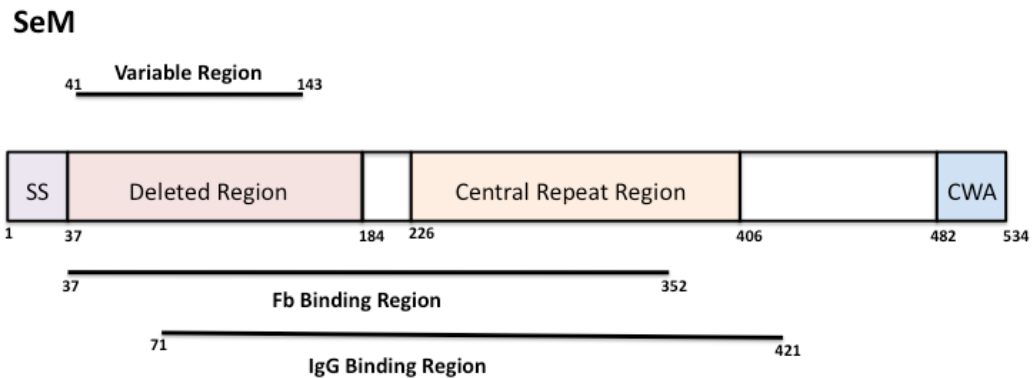 SeM
Variable Region
41 143
SS Deleted Region Central Repeat Region CWA
1 37 184 226 406 482 534
37 352
Fb Binding Region
71 421
IgG Binding Region